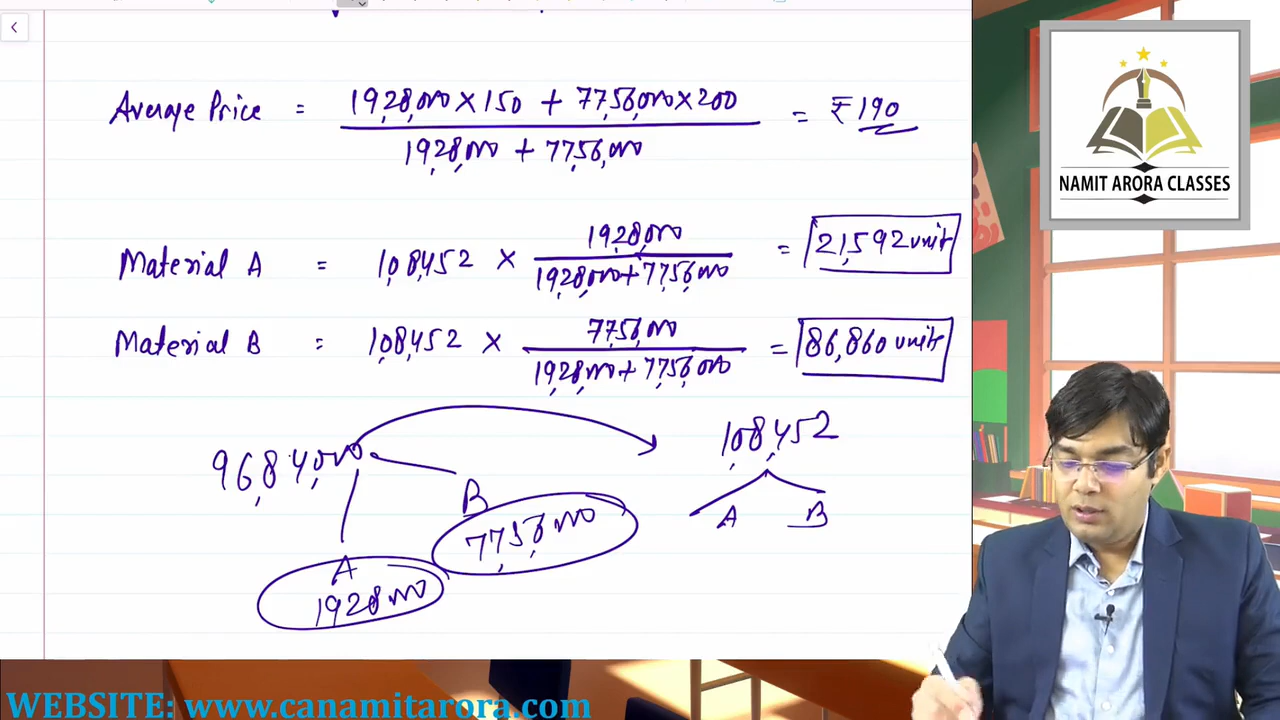 Average Price = 19,28,000 × 150 + 77,56,000 × 200 = ₹190
19,28,000 + 77,56,000
19,28,000
Material A = 1,08,452 × = 21,592 units
19,28,000 + 77,56,000
77,56,000
Material B = 1,08,452 × = 86,860 units
19,28,000 + 77,56,000
96,84,000 1,08,452
B A B
77,56,000
A
19,28,000
NAMIT ARORA CLASSES
WEBSITE: www.canamitarora.com